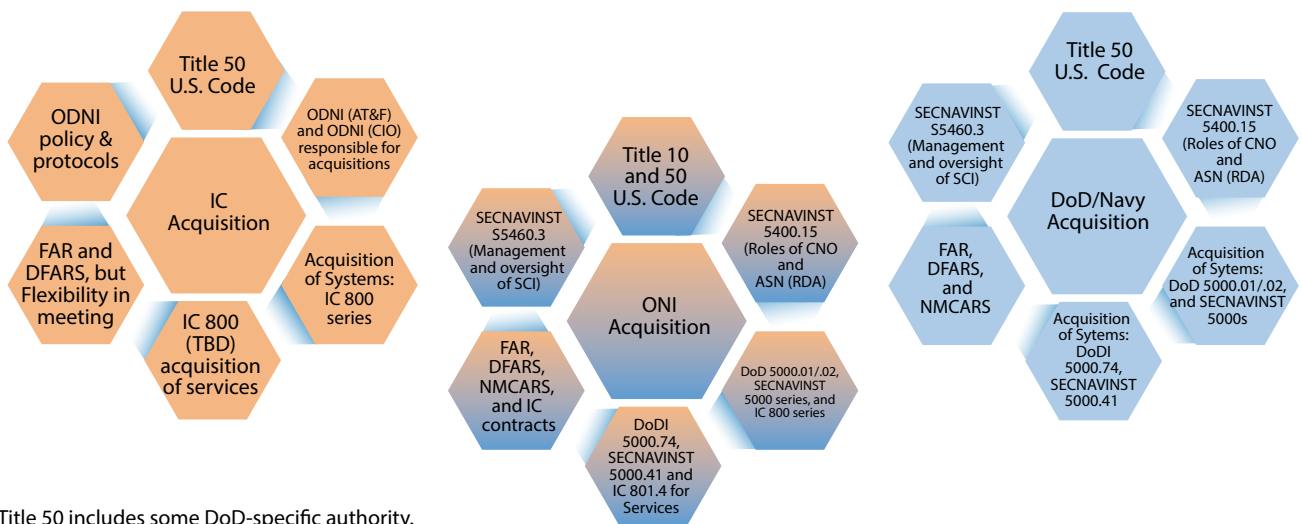 Title 50
U.S. Code
ODNI
policy &
protocols
ODNI (AT&F)
and ODNI (CIO)
responsible for
acquisitions
IC
Acquisition
FAR and
DFARS, but
Flexibility in
meeting
Acquisition
of Systems:
IC 800
series
IC 800
(TBD)
acquisition
of services
Title 10
and 50
U.S. Code
SECNAVINST
S5460.3
(Management
and oversight
of SCI)
SECNAVINST
5400.15
(Roles of CNO
and
ASN (RDA)
ONI
Acquisition
FAR,
DFARS,
NMCARS,
and IC
contracts
DoD 5000.01/.02,
SECNAVINST
5000 series, and
IC 800 series
DoDI
5000.74,
SECNAVINST
5000.41 and
IC 801.4 for
Services
Title 50
U.S. Code
SECNAVINST
S5460.3
(Management
and oversight
of SCI)
SECNAVINST
5400.15
(Roles of CNO
and
ASN (RDA)
DoD/Navy
Acquisition
FAR,
DFARS,
and
NMCARS
Acquisition
of Sytems:
DoD 5000.01/.02,
and SECNAVINST
5000s
Acquisition
of Sytems:
DoDI
5000.74,
SECNAVINST
5000.41
Title 50 includes some DoD-specific authority.